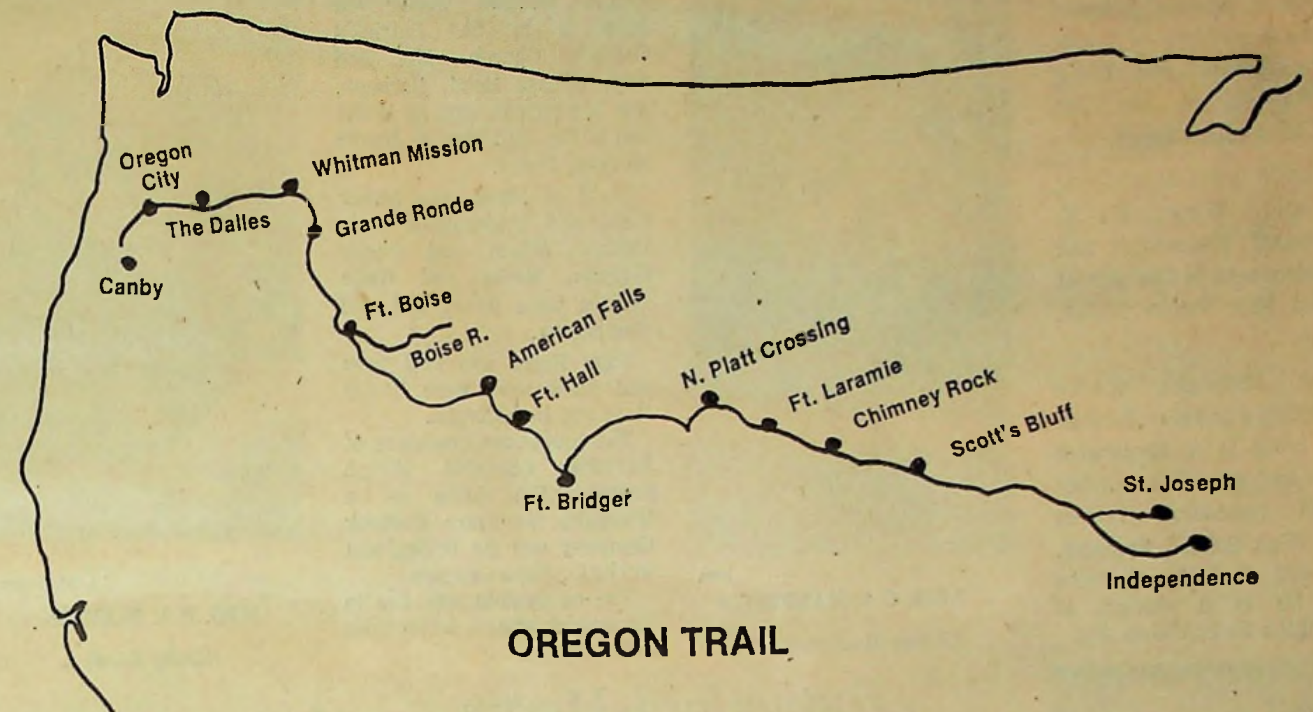 Oregon
City
Whitman Mission
The Dalles
Grande Ronde
Canby
Ft. Boise
Boise R.
American Falls
Ft. Hall
Ft. Bridger
N. Platt Crossing
Ft. Laramie
Chimney Rock
Scott's Bluff
St. Joseph
Independence
OREGON TRAIL